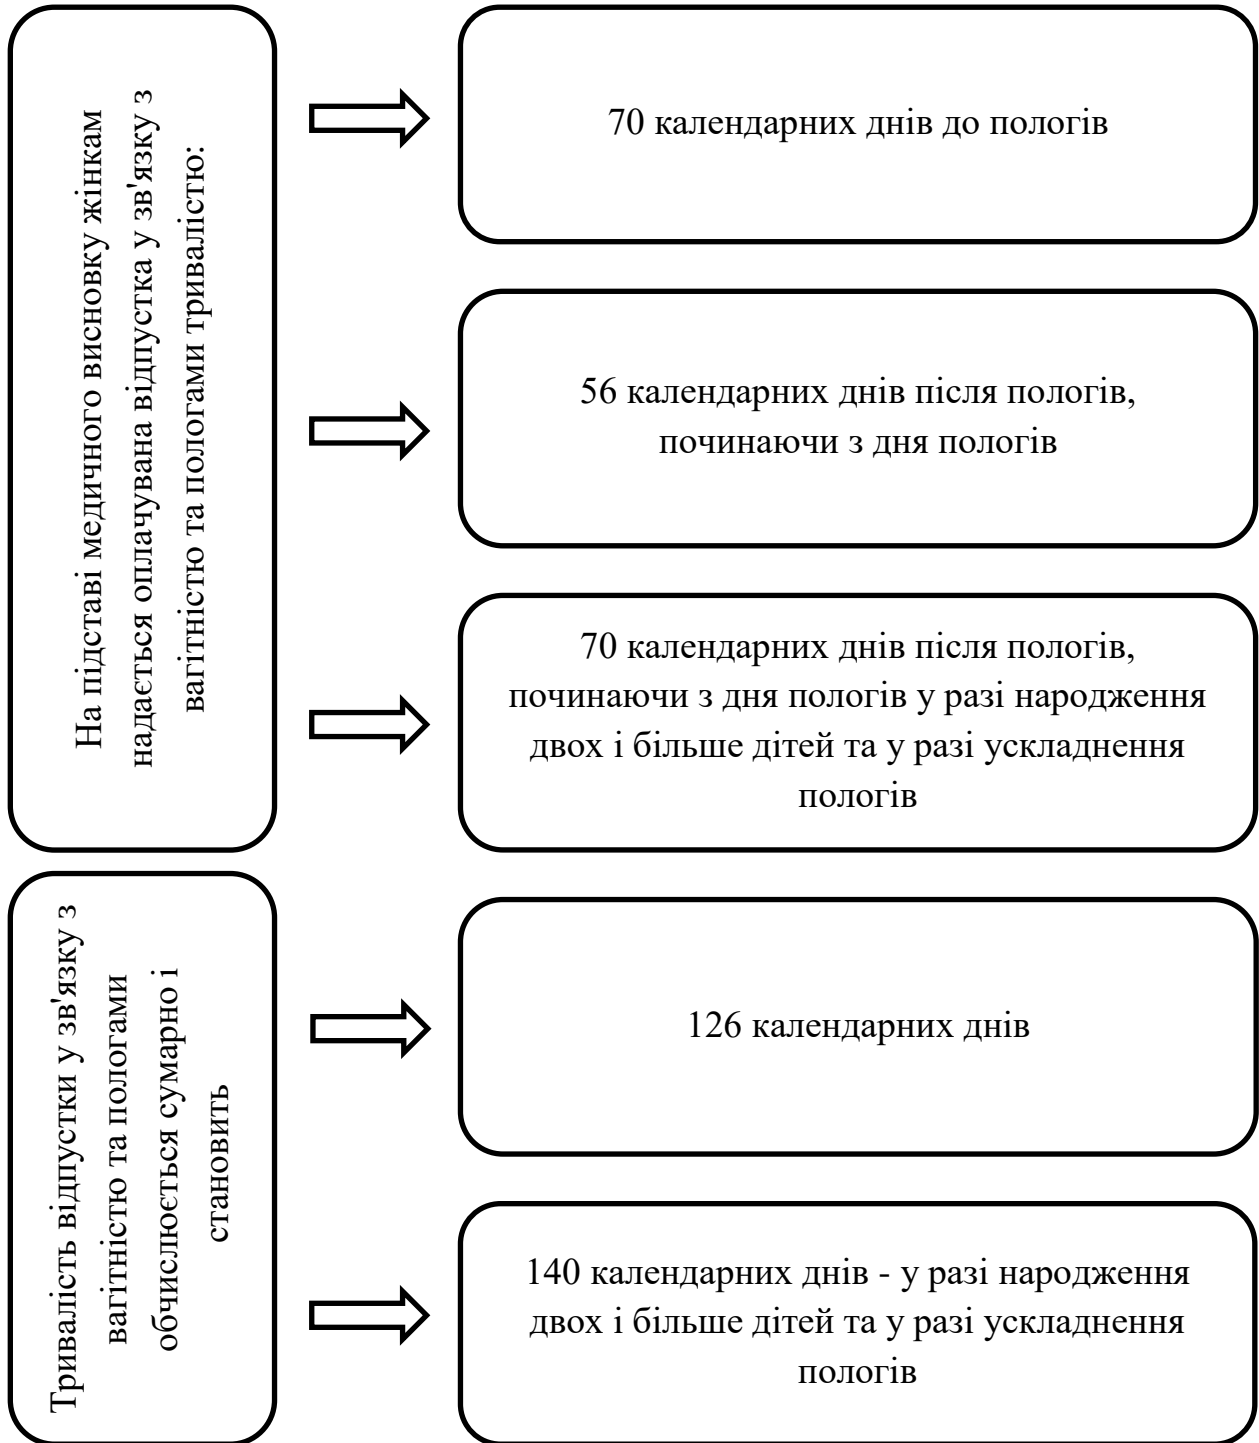 На підставі медичного висновку жінкам
надається оплачувана відпустка у зв'язку з
вагітністю та пологами тривалістю:
70 календарних днів до пологів
56 календарних днів після пологів,
починаючи з дня пологів
70 календарних днів після пологів,
починаючи з дня пологів у разі народження
двох і більше дітей та у разі ускладнення
пологів
Тривалість відпустки у зв'язку з
вагітністю та пологами
обчислюється сумарно і
становить
126 календарних днів
140 календарних днів - у разі народження
двох і більше дітей та у разі ускладнення
пологів